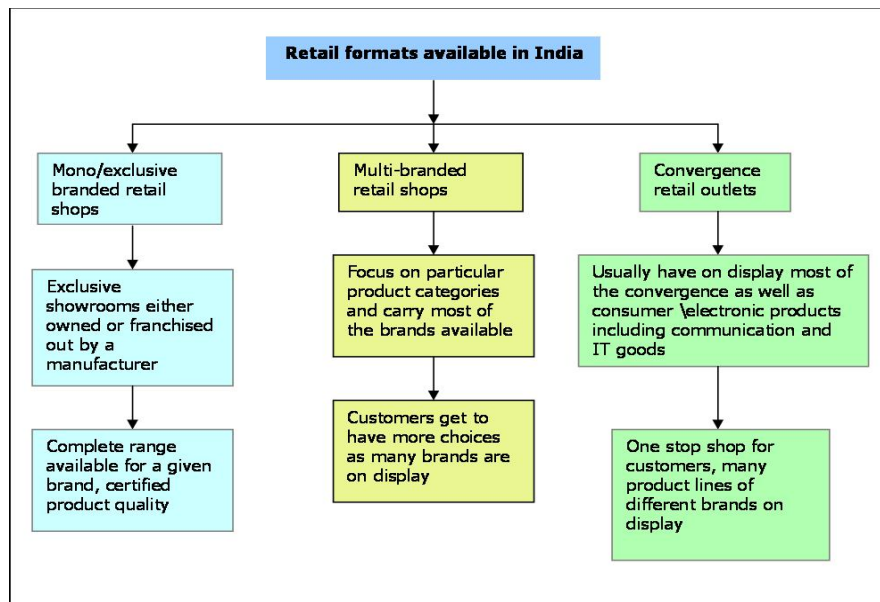 Retail formats available in India
Mono/exclusive
branded retail
shops
Multi-branded
retail shops
Convergence
retail outlets
Exclusive
showrooms either
owned or franchised
out by a
manufacturer
Focus on particular
product categories
and carry most of
the brands available
Usually have on display most of
the convergence as well as
consumer \electronic products
including communication and
IT goods
Complete range
available for a given
brand, certified
product quality
Customers get to
have more choices
as many brands are
on display
One stop shop for
customers, many
product lines of
different brands on
display